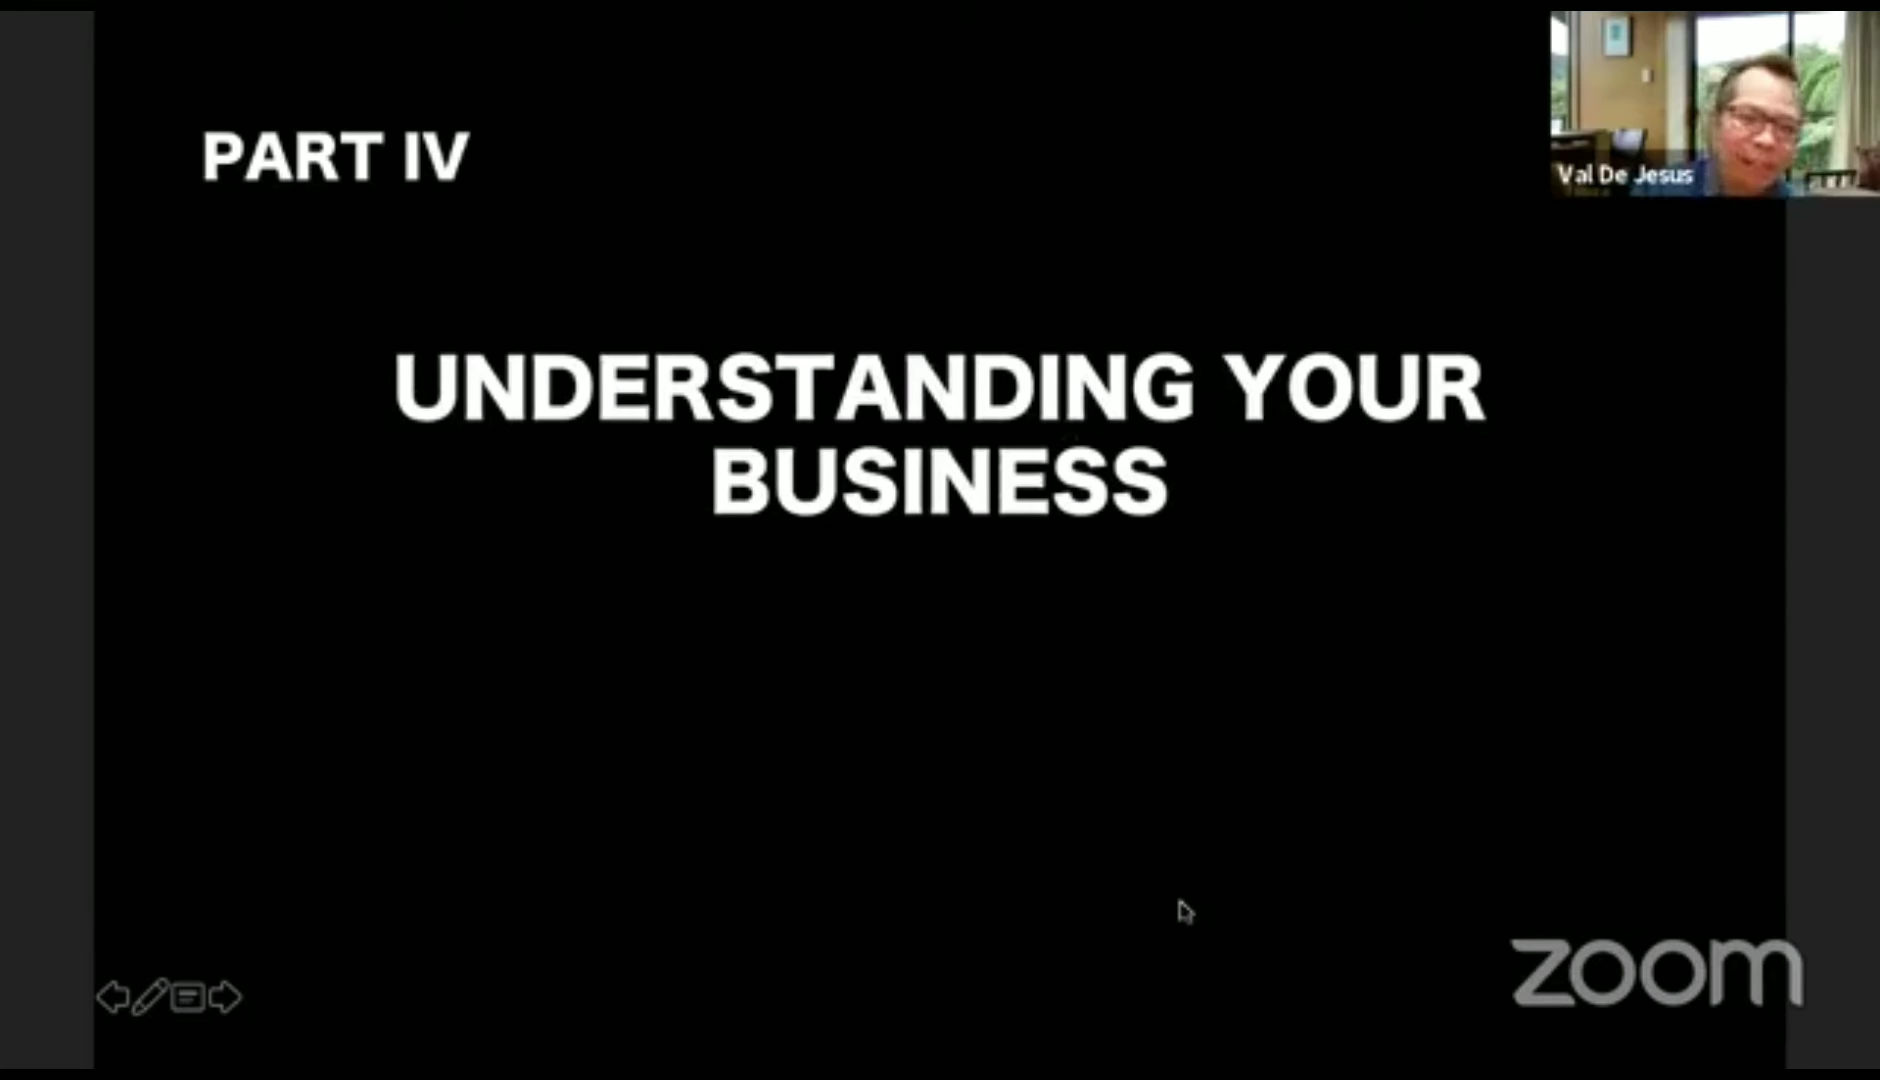 PART IV
Val De Jesus
UNDERSTANDING YOUR
BUSINESS
zoom